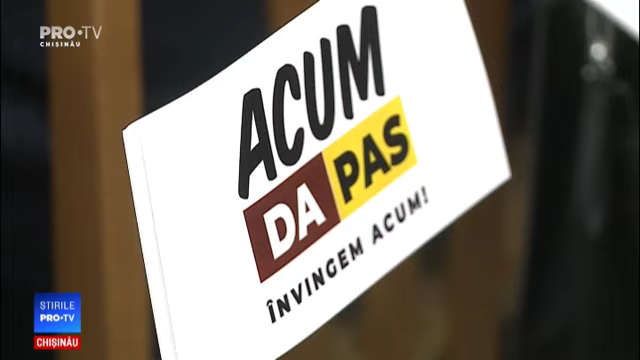 PRO•TV
CHIȘINĂU
ACUM
DA PAS
ÎNVINGEM ACUM!
ȘTIRILE
PRO•TV
CHIȘINĂU